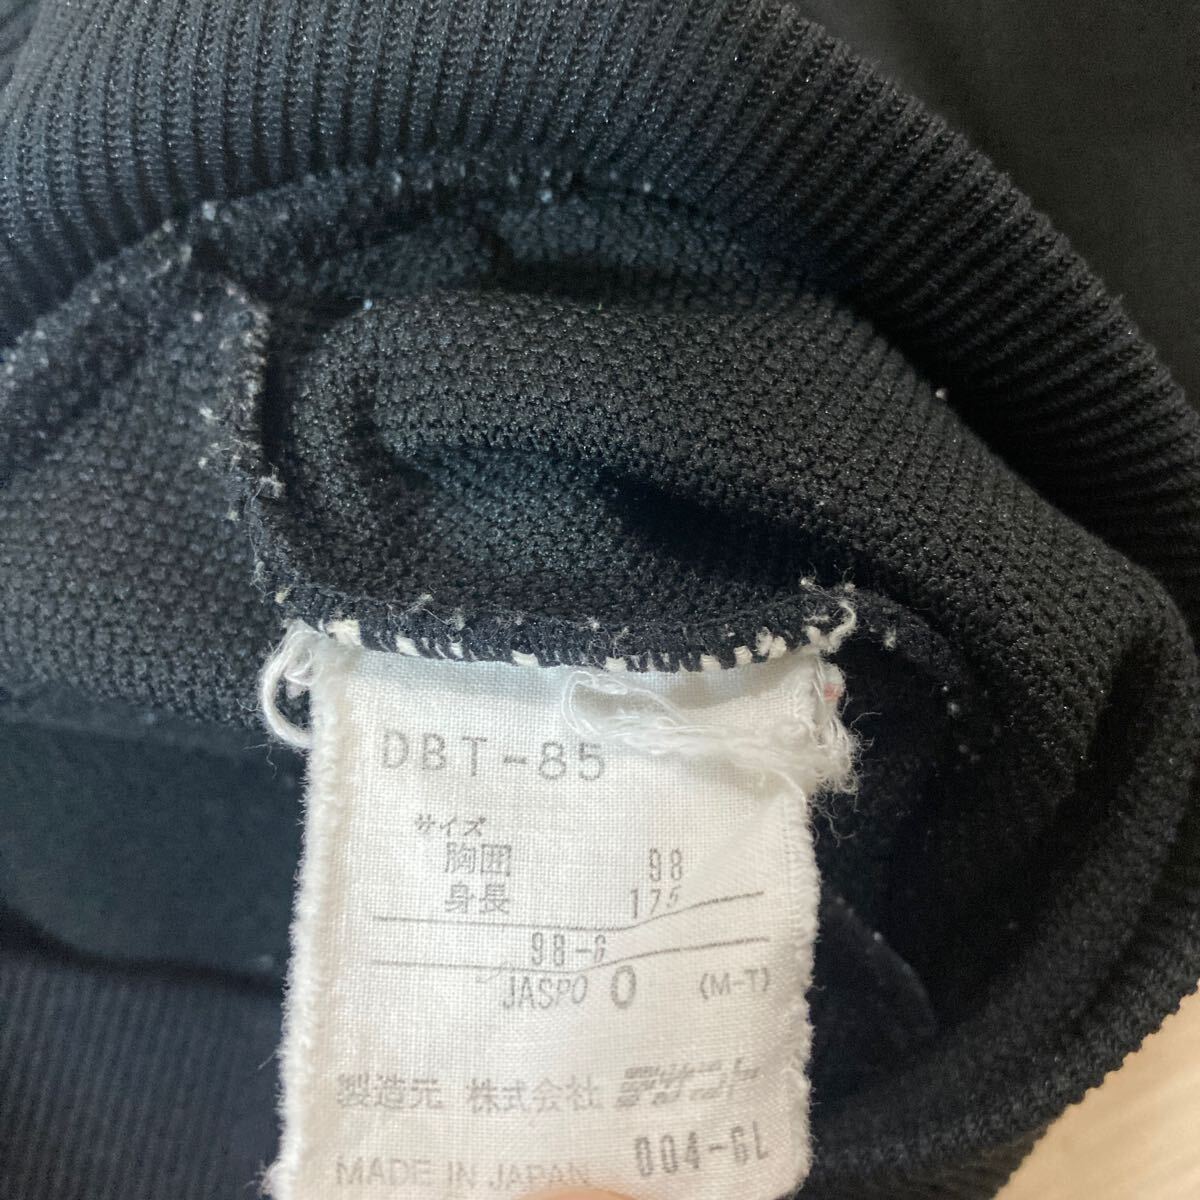 DBT-85
サイズ
胸囲 98
身長 175
98-6
JASPO O (M-T)
製造元 株式会社 デサント
004-GL
MADE IN JAPAN